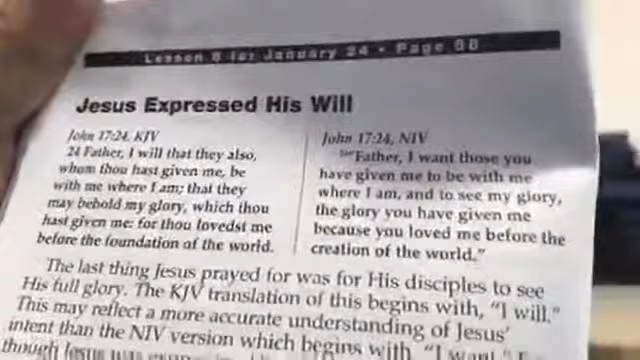 Lesson 8 for January 24 • Page 68
Jesus Expressed His Will
John 17:24, KJV
24 Father, I will that they also,
whom thou hast given me, be
with me where I am; that they
may behold my glory, which thou
hast given me: for thou lovedst me
before the foundation of the world.
John 17:24, NIV
"Father, I want those you
have given me to be with me
where I am, and to see my glory,
the glory you have given me
because you loved me before the
creation of the world."
The last thing Jesus prayed for was for His disciples to see
His full glory. The KJV translation of this begins with, "I will."
This may reflect a more accurate understanding of Jesus'
intent than the NIV version which begins with "I want."
though Jesus was